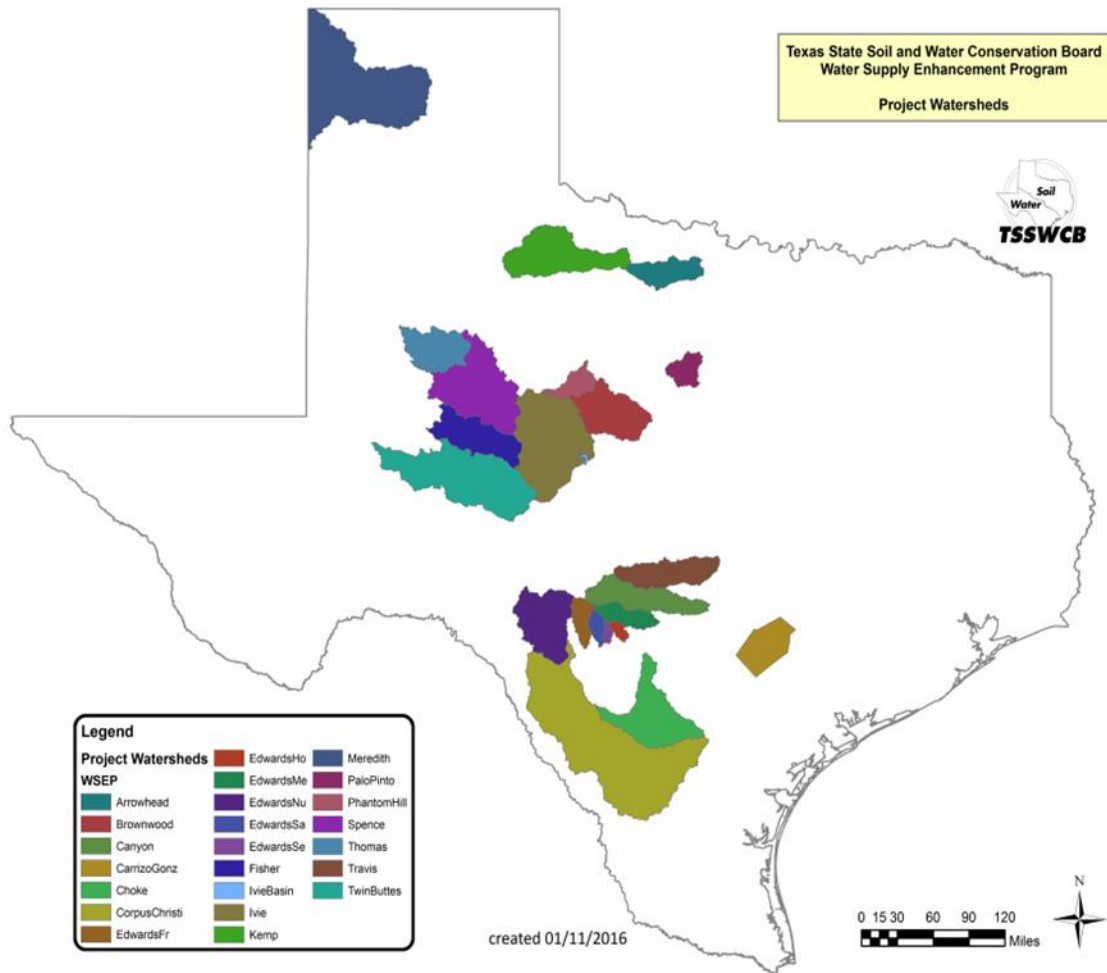 Texas State Soil and Water Conservation Board
Water Supply Enhancement Program
Project Watersheds
Soil
Water
TSSWCB
Legend
Project Watersheds
WSEP
Arrowhead
Brownwood
Canyon
CarrizoGonz
Choke
CorpusChristi
EdwardsFr
EdwardsHo
EdwardsMe
EdwardsNu
EdwardsSa
EdwardsSe
Fisher
IvieBasin
Ivie
Kemp
Meredith
PaloPinto
PhantomHill
Spence
Thomas
Travis
TwinButtes
created 01/11/2016
0 15 30 60 90 120
Miles
N